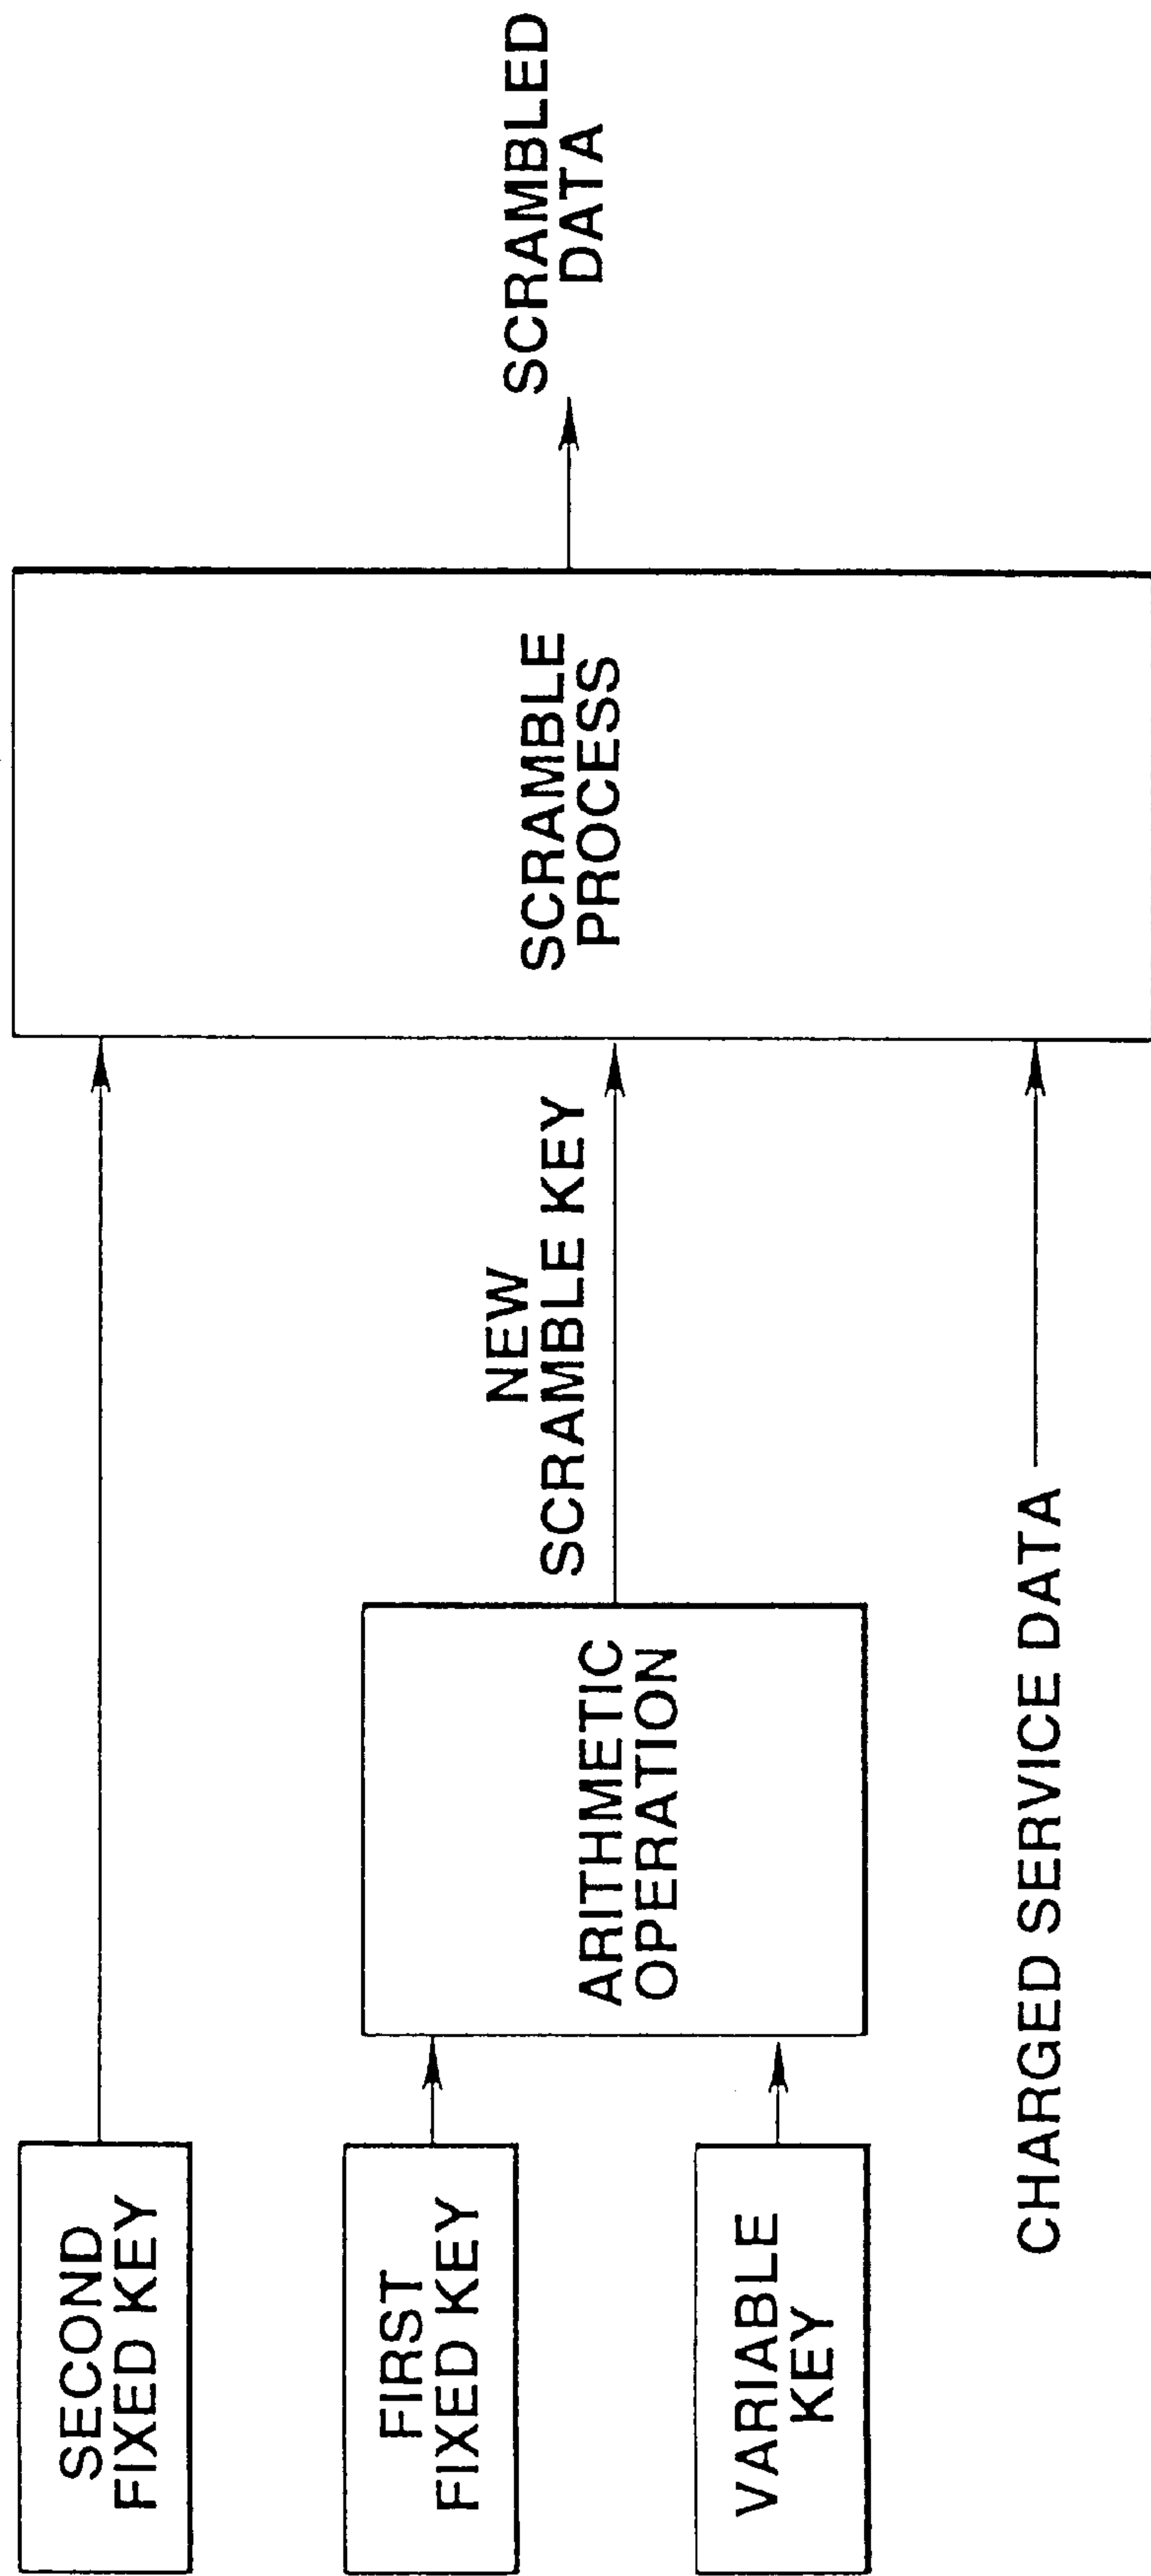 SECOND
FIXED KEY
FIRST
FIXED KEY
VARIABLE
KEY
ARITHMETIC
OPERATION
NEW
SCRAMBLE KEY
CHARGED SERVICE DATA
SCRAMBLE
PROCESS
SCRAMBLED
DATA